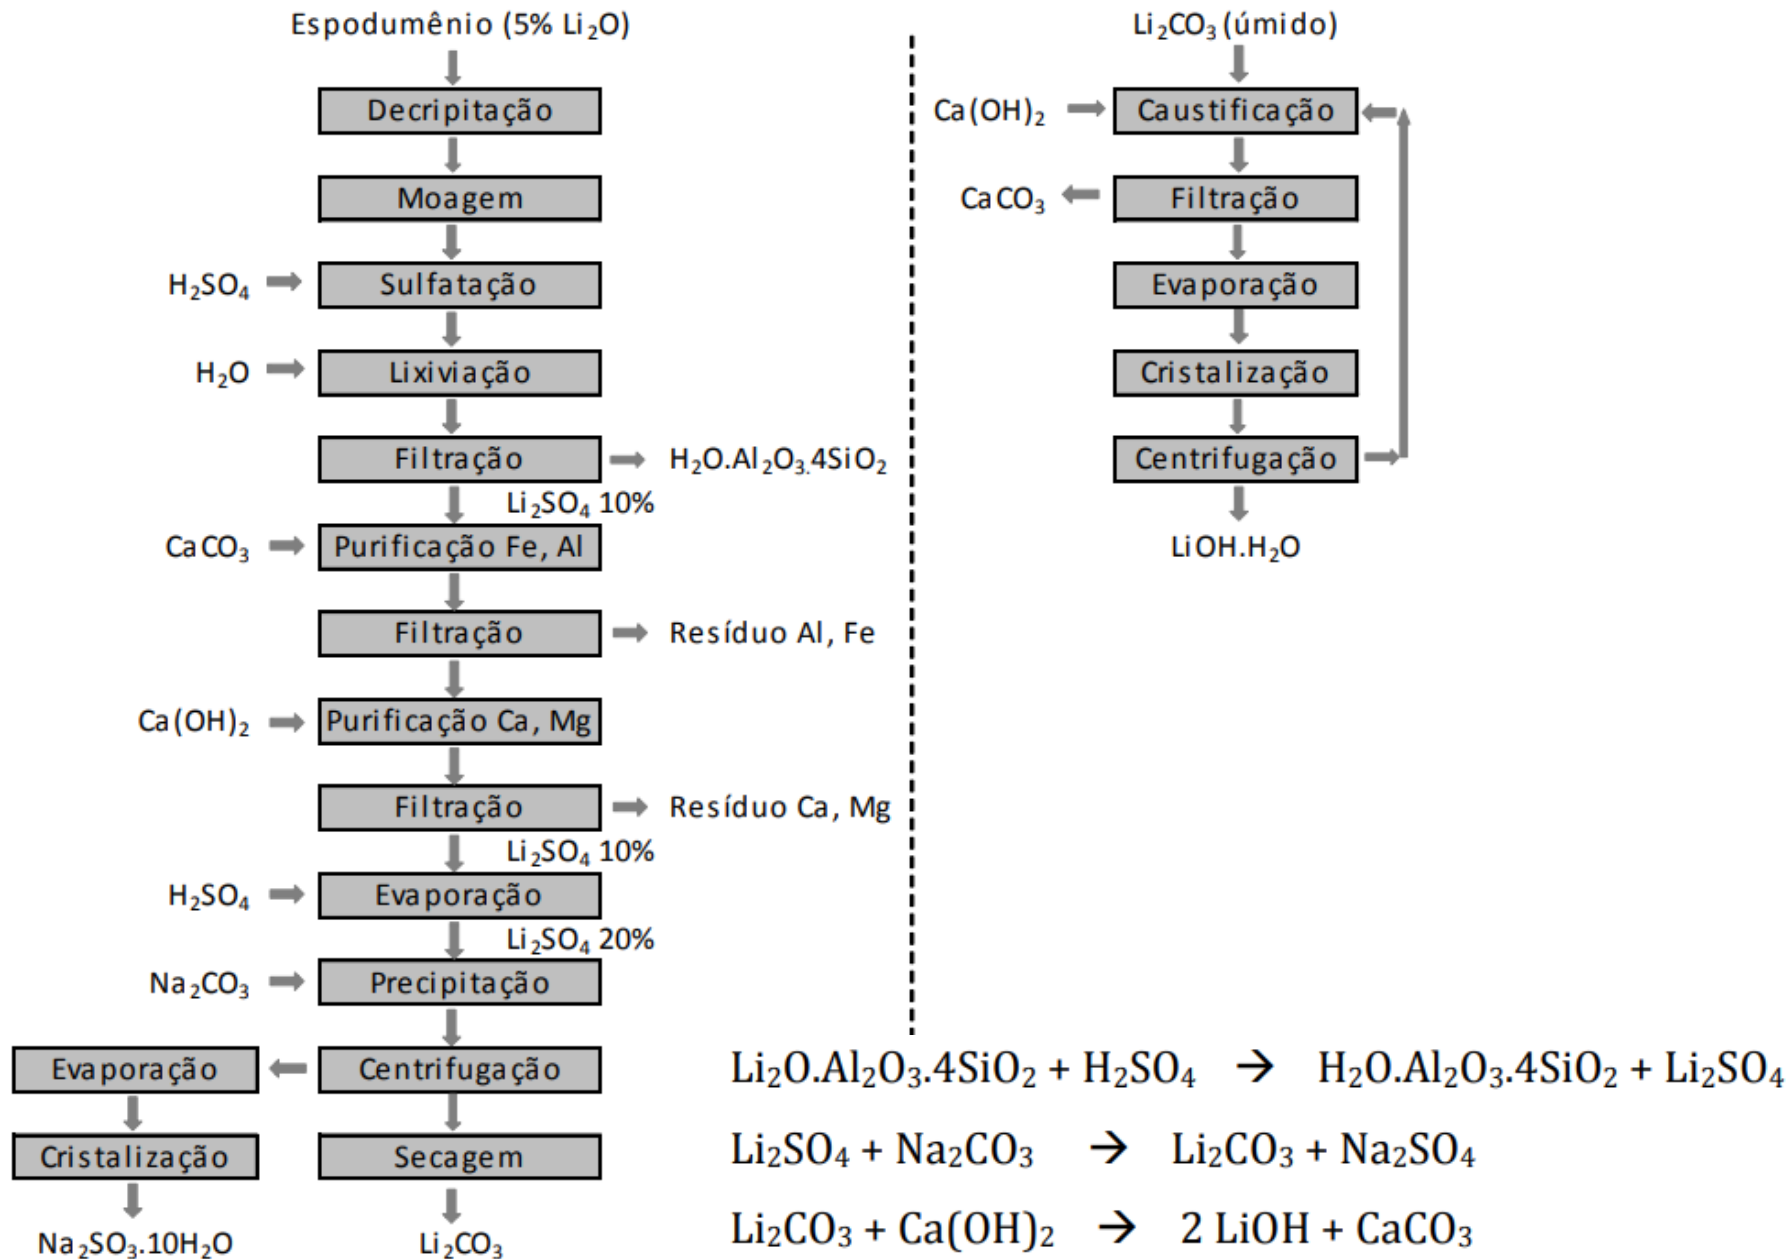 Espodumênio (5% Li₂O)
Decripitação
Moagem
H₂SO₄
Sulfatação
H₂O
Lixiviação
Filtração
H₂O.Al₂O₃.4SiO₂
Li₂SO₄ 10%
CaCO₃
Purificação Fe, Al
Filtração
Resíduo Al, Fe
Ca(OH)₂
Purificação Ca, Mg
Filtração
Resíduo Ca, Mg
Li₂SO₄ 10%
H₂SO₄
Evaporação
Li₂SO₄ 20%
Na₂CO₃
Precipitação
Evaporação
Centrifugação
Cristalização
Secagem
Na₂SO₃.10H₂O
Li₂CO₃
Li₂CO₃ (úmido)
Ca(OH)₂
Caustificação
CaCO₃
Filtração
Evaporação
Cristalização
Centrifugação
LiOH.H₂O
Li₂O.Al₂O₃.4SiO₂ + H₂SO₄ → H₂O.Al₂O₃.4SiO₂ + Li₂SO₄
Li₂SO₄ + Na₂CO₃ → Li₂CO₃ + Na₂SO₄
Li₂CO₃ + Ca(OH)₂ → 2 LiOH + CaCO₃